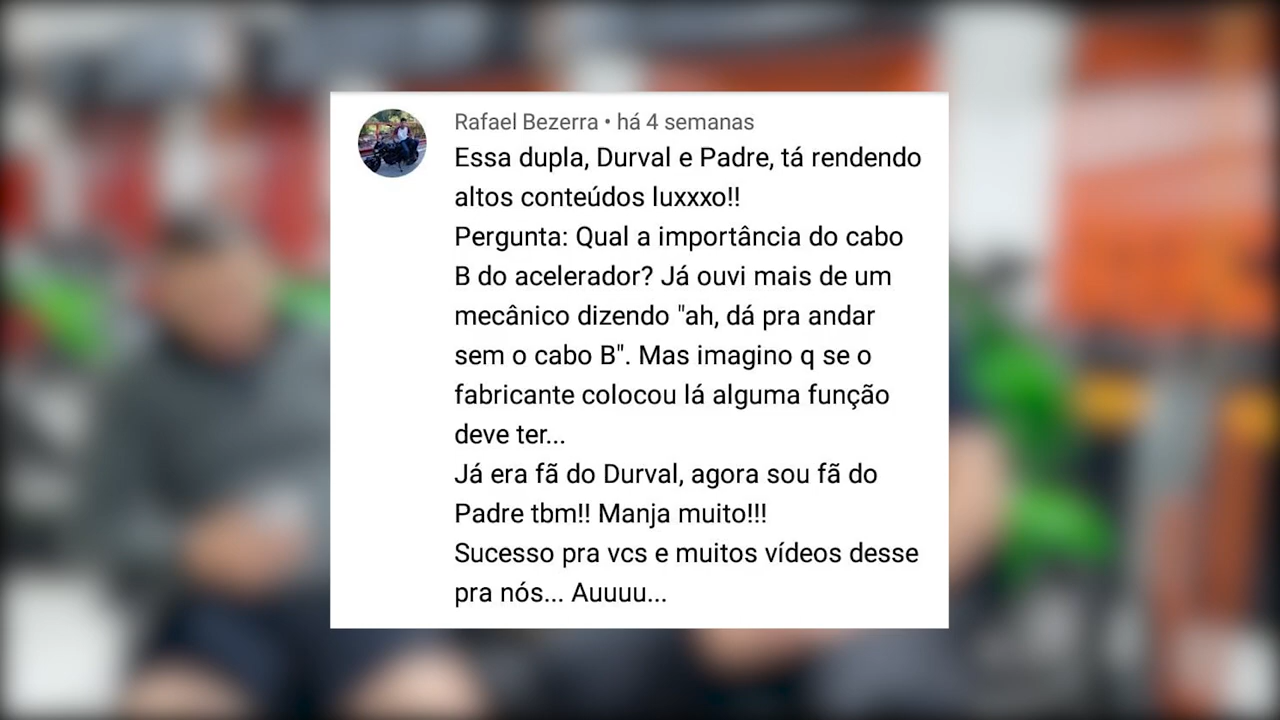 Rafael Bezerra • há 4 semanas
Essa dupla, Durval e Padre, tá rendendo
altos conteúdos luxxxo!!
Pergunta: Qual a importância do cabo
B do acelerador? Já ouvi mais de um
mecânico dizendo "ah, dá pra andar
sem o cabo B". Mas imagino q se o
fabricante colocou lá alguma função
deve ter...
Já era fã do Durval, agora sou fã do
Padre tbm!! Manja muito!!!
Sucesso pra vcs e muitos vídeos desse
pra nós... Auuuu...